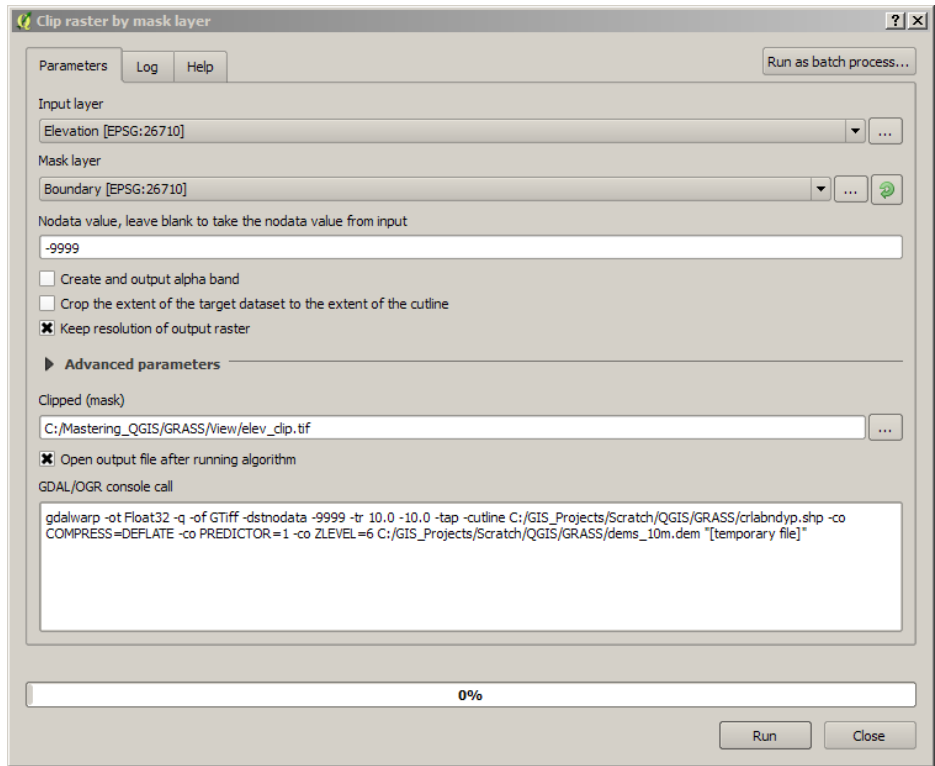 Clip raster by mask layer
Parameters
Log
Help
Run as batch process...
Input layer
Elevation [EPSG:26710]
...
Mask layer
Boundary [EPSG:26710]
...
Nodata value, leave blank to take the nodata value from input
-9999
Create and output alpha band
Crop the extent of the target dataset to the extent of the cutline
Keep resolution of output raster
Advanced parameters
Clipped (mask)
C:/Mastering_QGIS/GRASS/View/elev_clip.tif
...
Open output file after running algorithm
GDAL/OGR console call
gdalwarp -ot Float32 -q -of GTiff -dstnodata -9999 -tr 10.0 -10.0 -tap -cutline C:/GIS_Projects/Scratch/QGIS/GRASS/crlabndyp.shp -co
COMPRESS=DEFLATE -co PREDICTOR=1 -co ZLEVEL=6 C:/GIS_Projects/Scratch/QGIS/GRASS/dems_10m.dem "[temporary file]"
0%
Run
Close